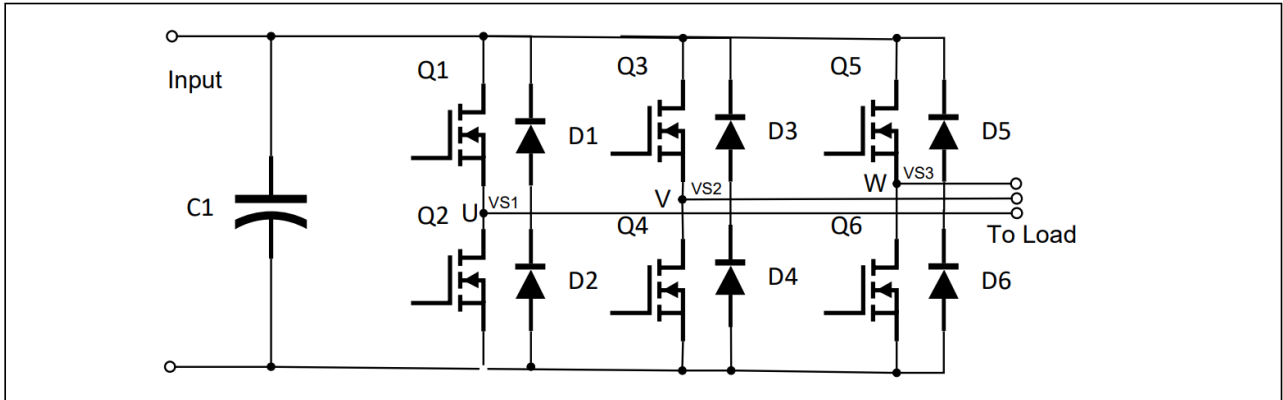 Input
C1
Q1
D1
Q3
D3
Q5
D5
U
VS1
V
VS2
W
VS3
Q2
D2
Q4
D4
Q6
D6
To Load